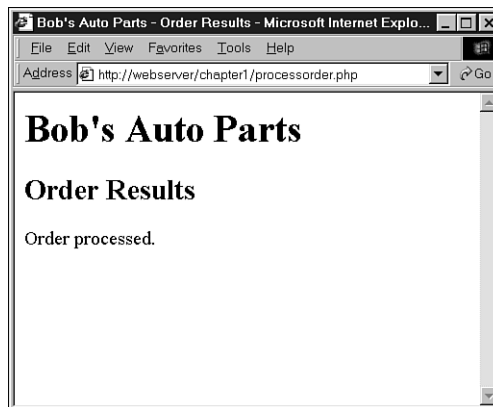 Bob's Auto Parts - Order Results - Microsoft Internet Explo...
File Edit View Favorites Tools Help
Address http://webserver/chapter1/processorder.php Go
Bob's Auto Parts
Order Results
Order processed.